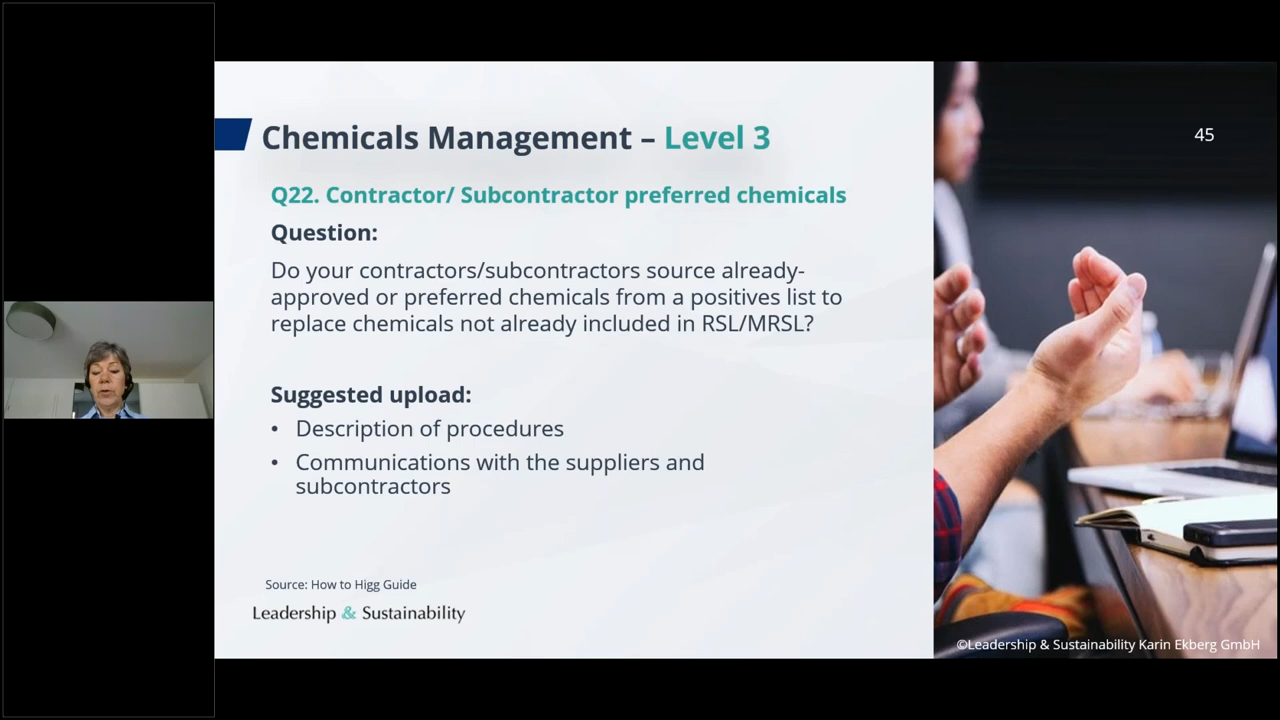 Chemicals Management – Level 3
45
Q22. Contractor/ Subcontractor preferred chemicals
Question:
Do your contractors/subcontractors source already-
approved or preferred chemicals from a positives list to
replace chemicals not already included in RSL/MRSL?
Suggested upload:
• Description of procedures
• Communications with the suppliers and
subcontractors
Source: How to Higg Guide
Leadership & Sustainability
©Leadership & Sustainability Karin Ekberg GmbH